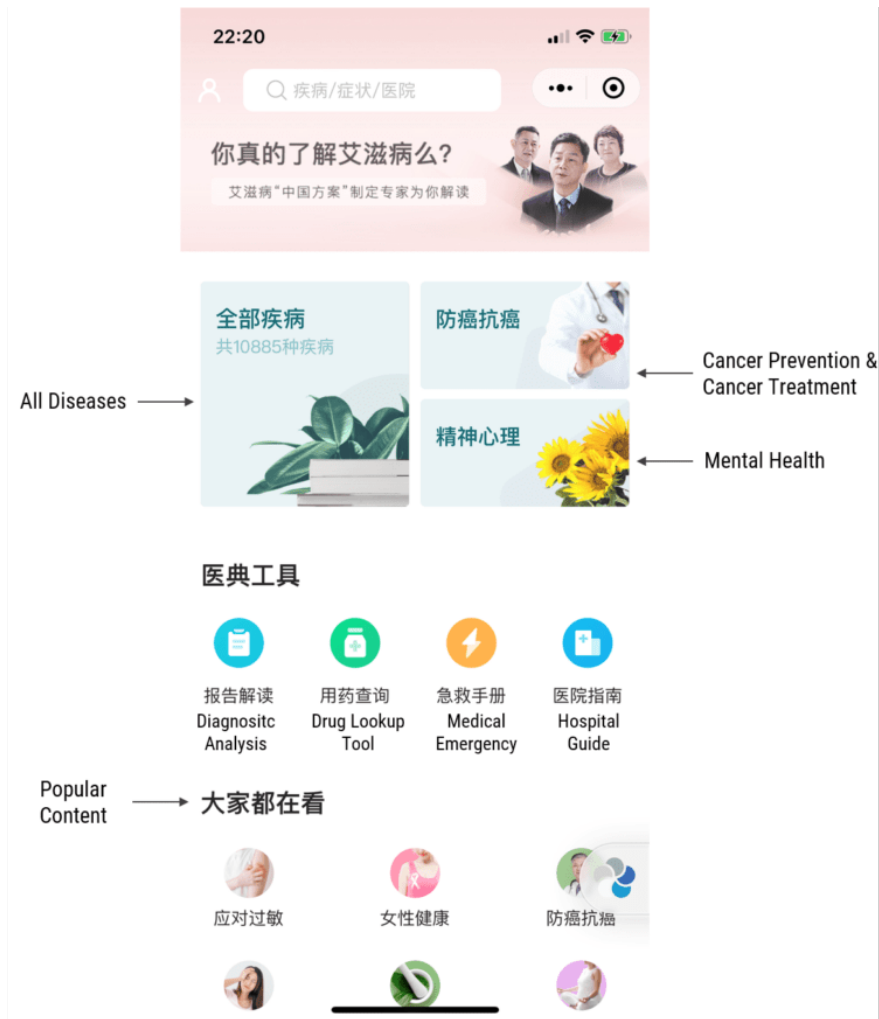 22:20
疾病/症状/医院
你真的了解艾滋病么?
艾滋病“中国方案”制定专家为你解读
全部疾病
共10885种疾病
防癌抗癌
精神心理
All Diseases
Cancer Prevention &
Cancer Treatment
Mental Health
医典工具
报告解读
Diagnositc
Analysis
用药查询
Drug Lookup
Tool
急救手册
Medical
Emergency
医院指南
Hospital
Guide
Popular
Content
大家都在看
应对过敏
女性健康
防癌抗癌